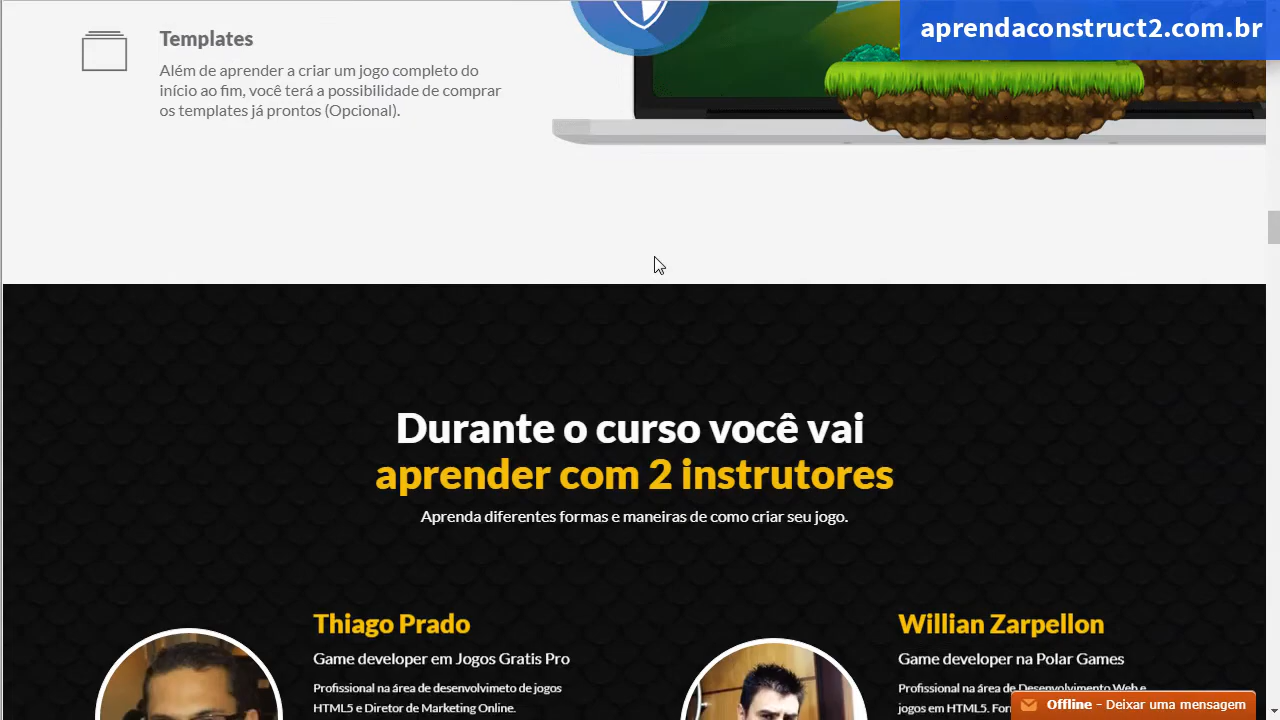 aprendaconstruct2.com.br
Templates
Além de aprender a criar um jogo completo do
início ao fim, você terá a possibilidade de comprar
os templates já prontos (Opcional).
Durante o curso você vai
aprender com 2 instrutores
Aprenda diferentes formas e maneiras de como criar seu jogo.
Thiago Prado
Game developer em Jogos Gratis Pro
Profissional na área de desenvolvimeto de jogos
HTML5 e Diretor de Marketing Online.
Willian Zarpellon
Game developer na Polar Games
Profissional na área de Desenvolvimento Web e
jogos em HTML5.
Offline - Deixar uma mensagem